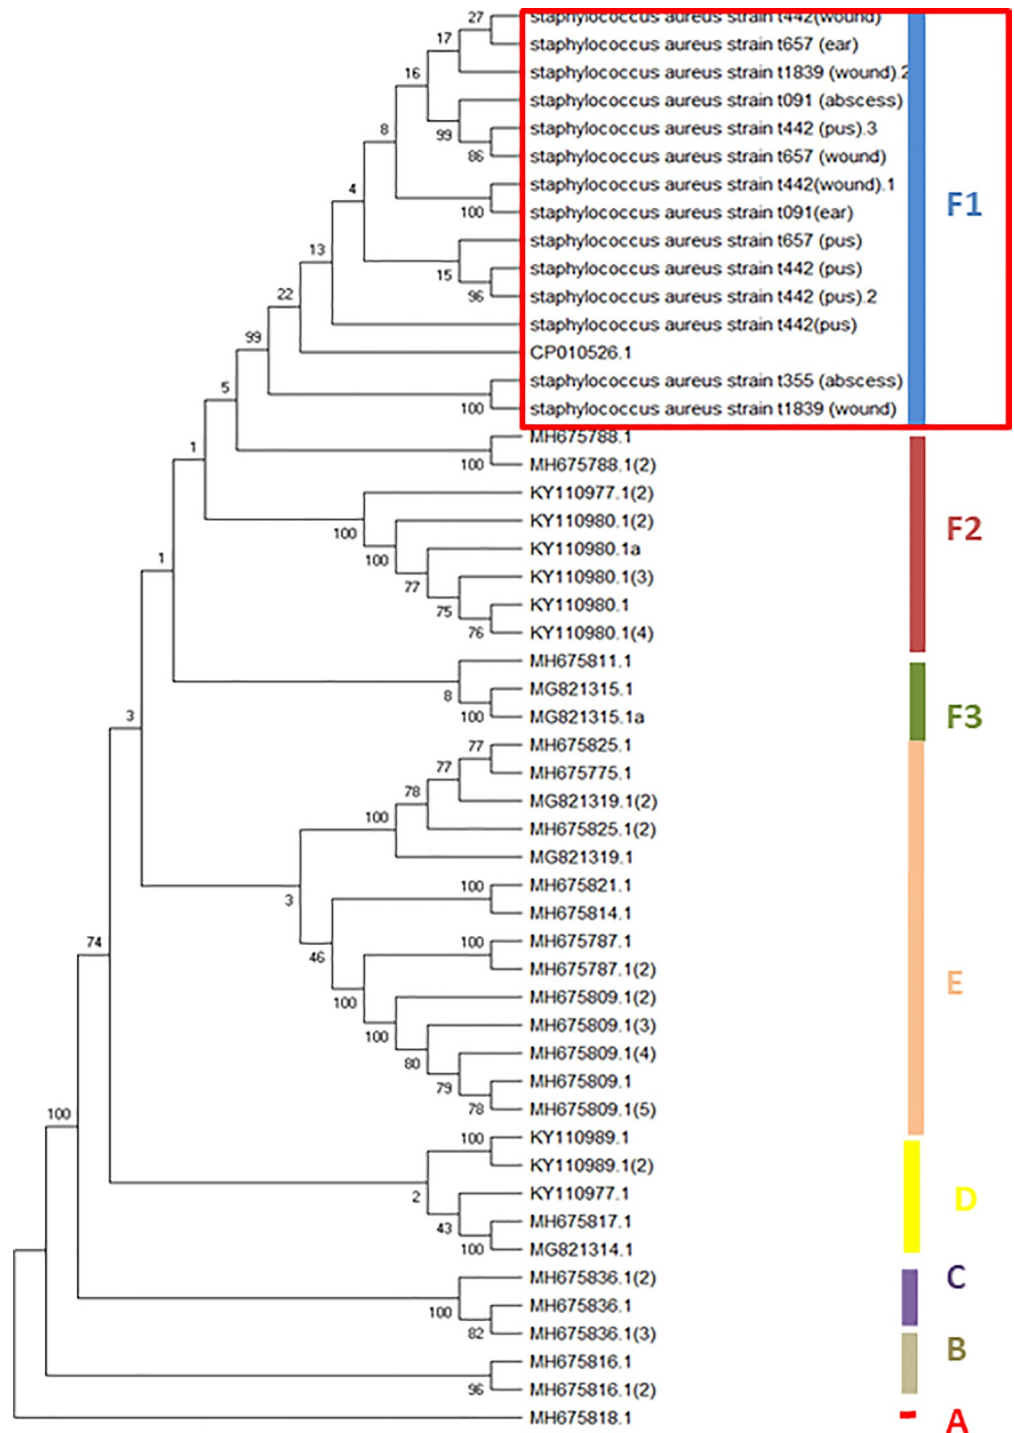 27 staphylococcus aureus strain t442(wound)
17 staphylococcus aureus strain t657 (ear)
16 staphylococcus aureus strain t1839 (wound).2
staphylococcus aureus strain t091 (abscess)
8 99 staphylococcus aureus strain t442 (pus).3
86 staphylococcus aureus strain t657 (wound)
4 staphylococcus aureus strain t442(wound).1
100 staphylococcus aureus strain t091(ear) F1
13 staphylococcus aureus strain t657 (pus)
15 staphylococcus aureus strain t442 (pus)
22 96 staphylococcus aureus strain t442 (pus).2
staphylococcus aureus strain t442(pus)
99 CP010526.1
5 staphylococcus aureus strain t355 (abscess)
100 staphylococcus aureus strain t1839 (wound)
1 MH675788.1
100 MH675788.1(2)
KY110977.1(2)
100 KY110980.1(2) F2
1 100 KY110980.1a
77 KY110980.1(3)
75 KY110980.1
76 KY110980.1(4)
MH675811.1
8 MG821315.1
3 100 MG821315.1a F3
77 MH675825.1
77 MH675775.1
78 MG821319.1(2)
100 MH675825.1(2)
MG821319.1
3 100 MH675821.1
MH675814.1
74 46 100 MH675787.1
MH675787.1(2)
100 MH675809.1(2) E
100 MH675809.1(3)
80 MH675809.1(4)
79 MH675809.1
100 78 MH675809.1(5)
100 KY110989.1
KY110989.1(2)
2 KY110977.1 D
43 MH675817.1
100 MG821314.1
MH675836.1(2) C
100 MH675836.1
82 MH675836.1(3)
MH675816.1 B
96 MH675816.1(2)
MH675818.1 A